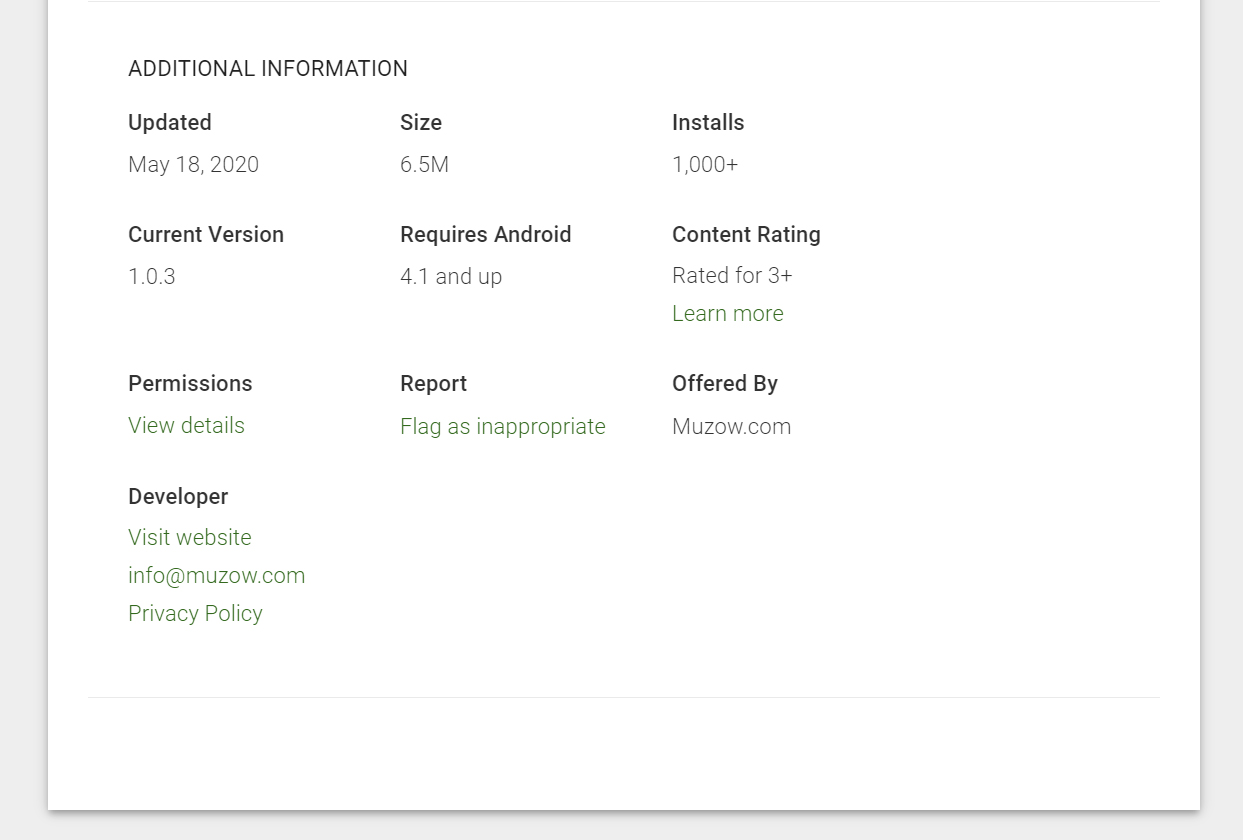 ADDITIONAL INFORMATION
Updated
May 18, 2020
Size
6.5M
Installs
1,000+
Current Version
1.0.3
Requires Android
4.1 and up
Content Rating
Rated for 3+
Learn more
Permissions
View details
Report
Flag as inappropriate
Offered By
Muzow.com
Developer
Visit website
info@muzow.com
Privacy Policy